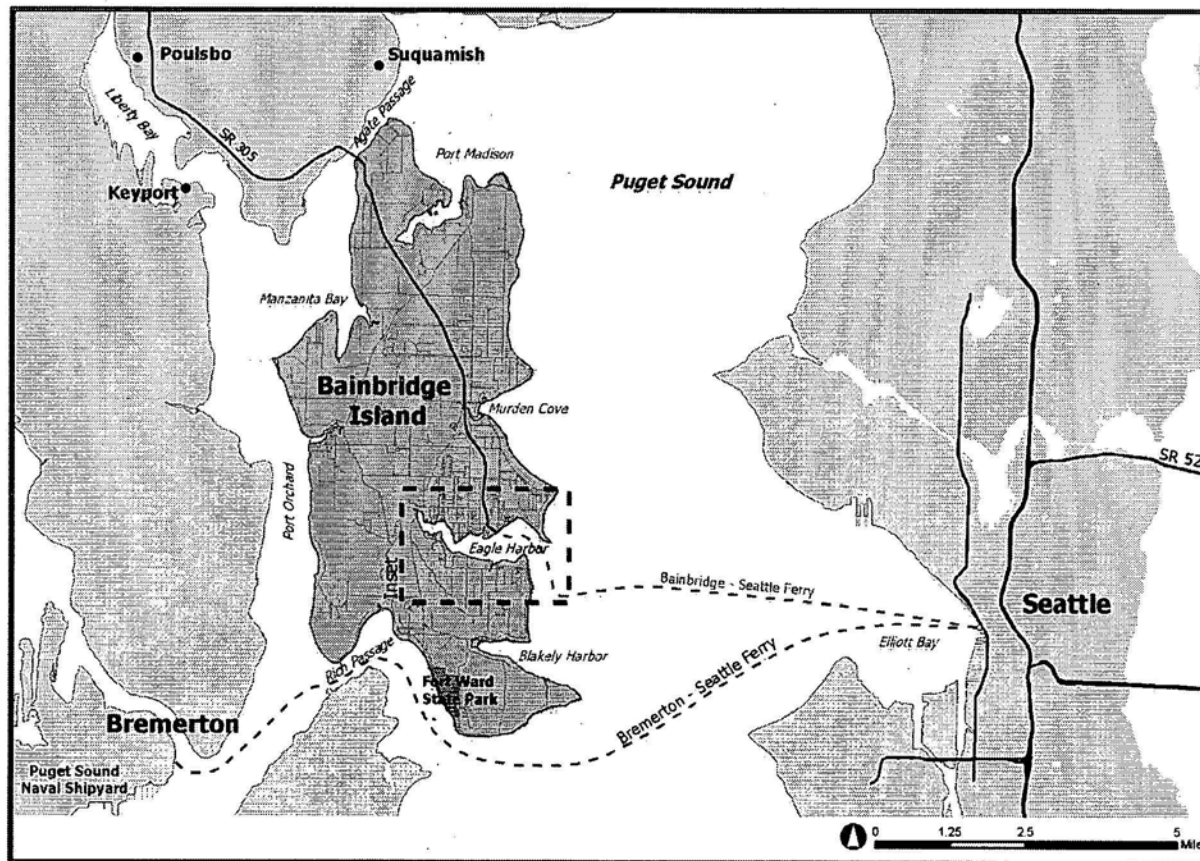 Poulsbo
Suquamish
Liberty Bay
SR 305
Agate Passage
Port Madison
Keyport
Puget Sound
Manzanita Bay
Bainbridge
Island
Murden Cove
SR 52
Port Orchard
Inset
Eagle Harbor
Bainbridge - Seattle Ferry
Seattle
Elliott Bay
Blakely Harbor
Rich Passage
Fort Ward
State Park
Bremerton - Seattle Ferry
Bremerton
Puget Sound
Naval Shipyard
0 1.25 2.5 5